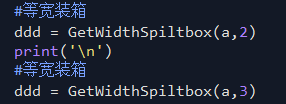 #等宽装箱
ddd = GetWidthSpiltbox(a,2)
print('\n')
#等宽装箱
ddd = GetWidthSpiltbox(a,3)